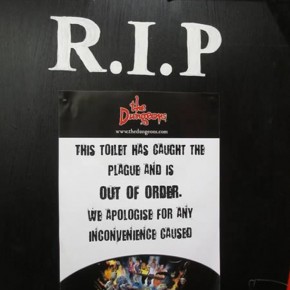 R.I.P
the
Dungeons
www.thedungeons.com
THIS TOILET HAS CAUGHT THE
PLAGUE AND IS
OUT OF ORDER.
WE APOLOGISE FOR ANY
INCONVENIENCE CAUSED